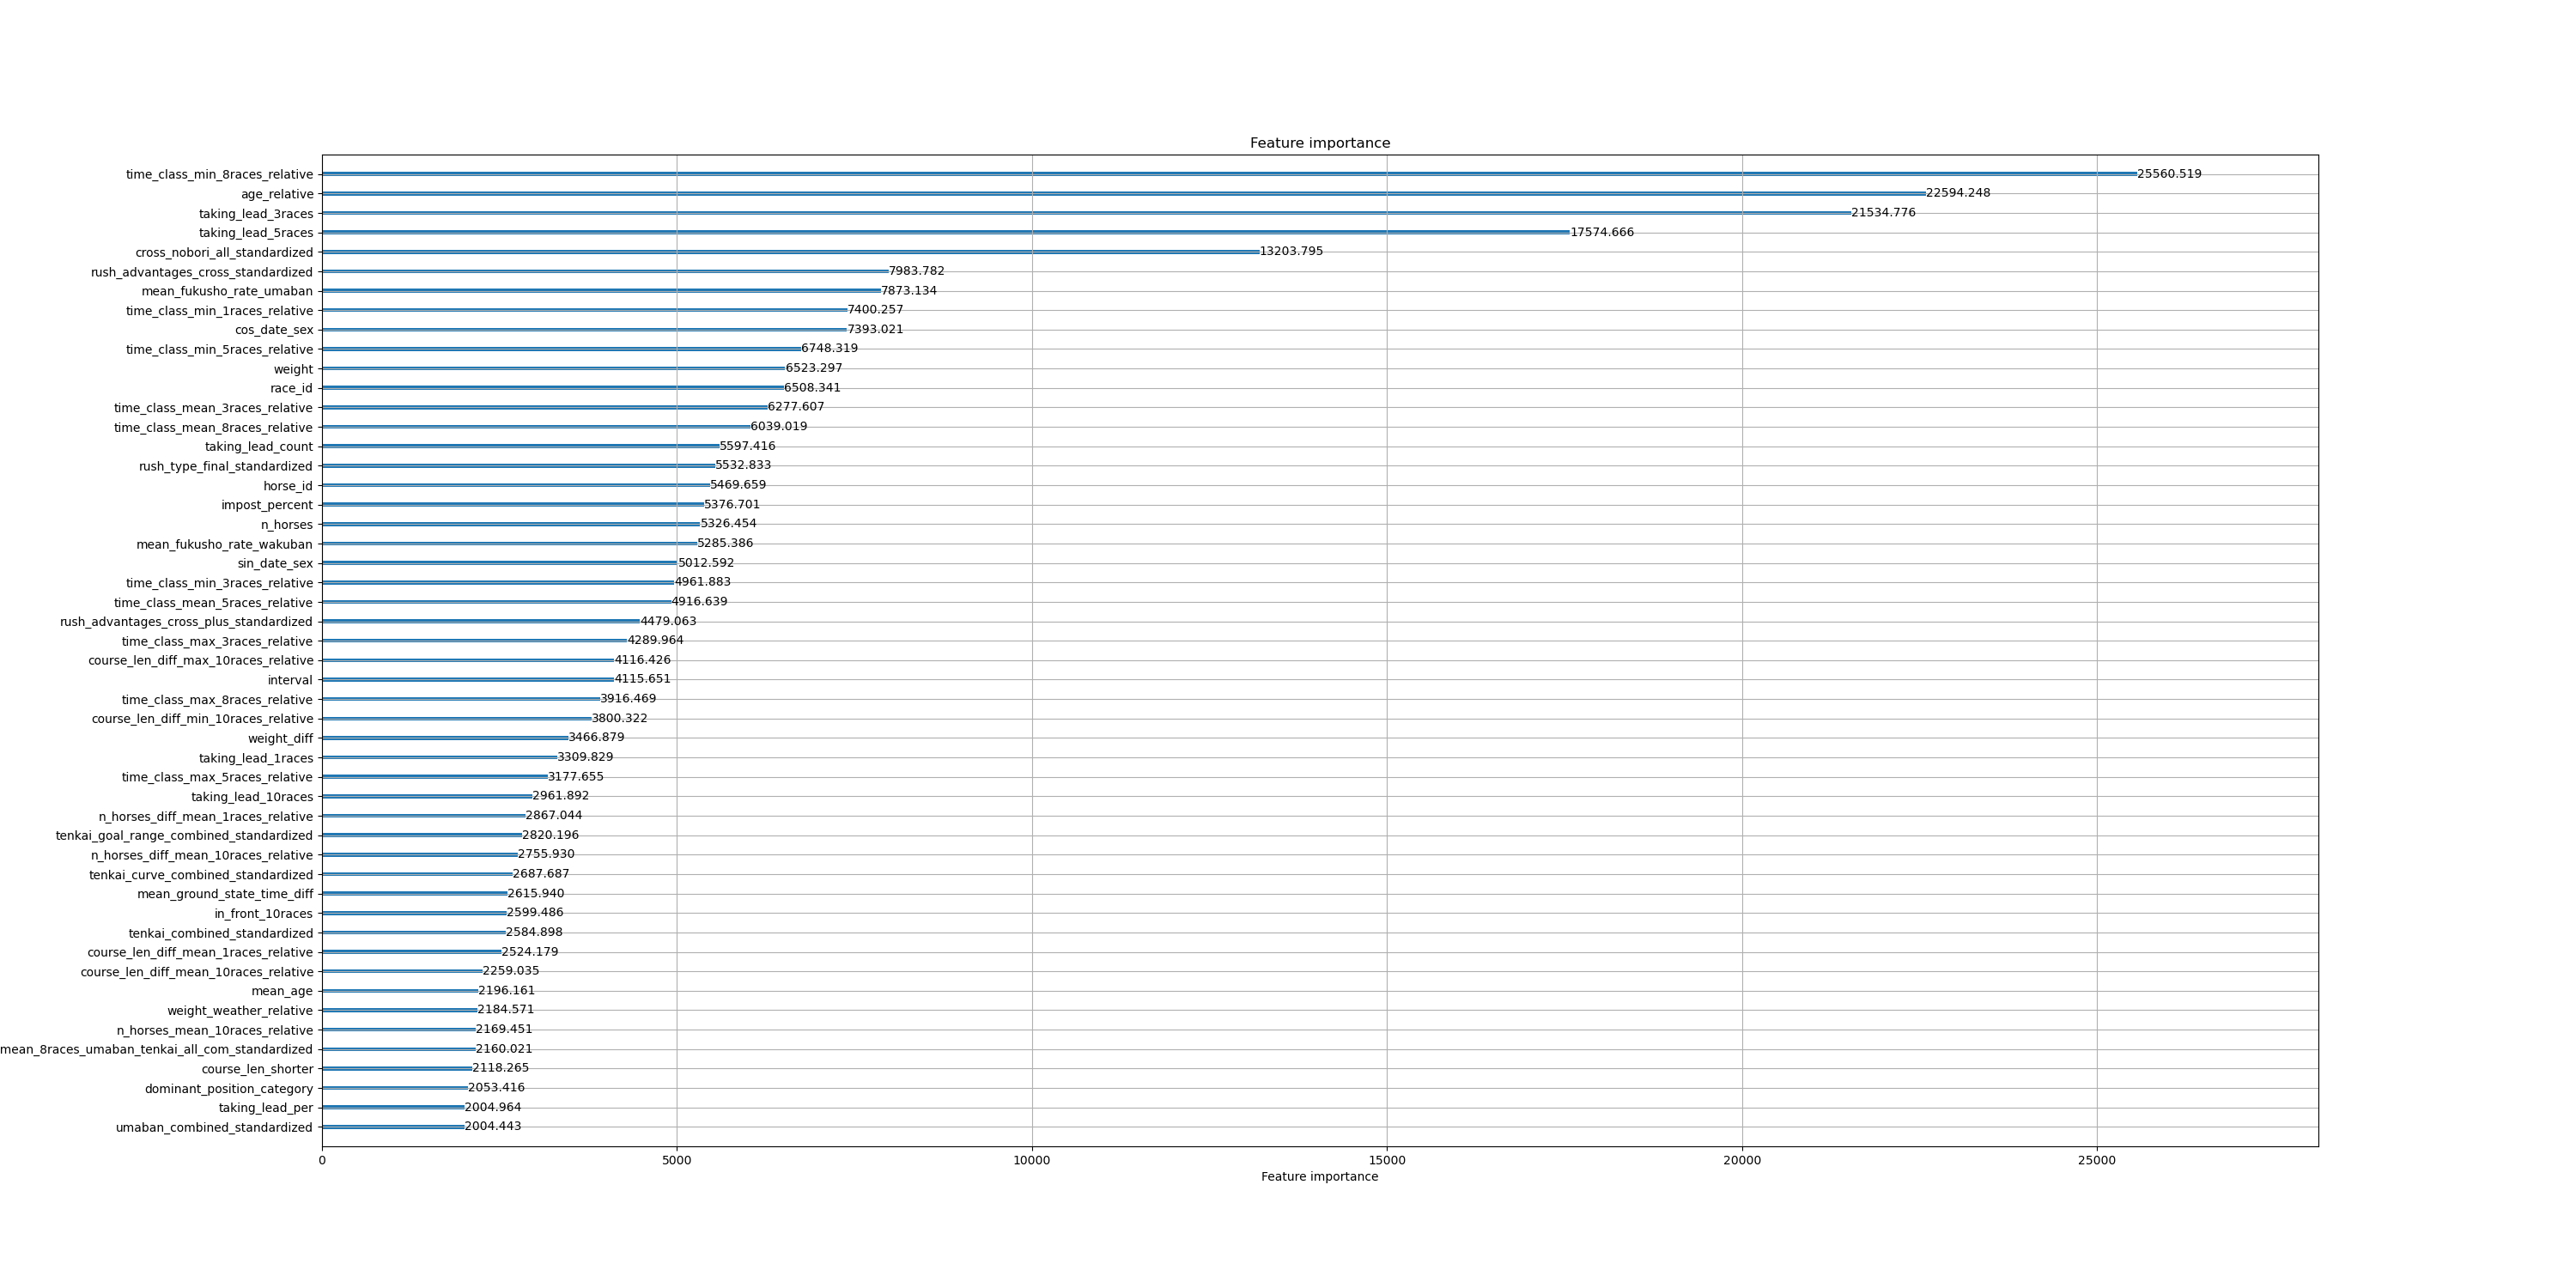 Feature importance
time_class_min_8races_relative 25560.519
age_relative 22594.248
taking_lead_3races 21534.776
taking_lead_5races 17574.666
cross_nobori_all_standardized 13203.795
rush_advantages_cross_standardized 7983.782
mean_fukusho_rate_umaban 7873.134
time_class_min_1races_relative 7400.257
cos_date_sex 7393.021
time_class_min_5races_relative 6748.319
weight 6523.297
race_id 6508.341
time_class_mean_3races_relative 6277.607
time_class_mean_8races_relative 6039.019
taking_lead_count 5597.416
rush_type_final_standardized 5532.833
horse_id 5469.659
impost_percent 5376.701
n_horses 5326.454
mean_fukusho_rate_wakuban 5285.386
sin_date_sex 5012.592
time_class_min_3races_relative 4961.883
time_class_mean_5races_relative 4916.639
rush_advantages_cross_plus_standardized 4479.063
time_class_max_3races_relative 4289.964
course_len_diff_max_10races_relative 4116.426
interval 4115.651
time_class_max_8races_relative 3916.469
course_len_diff_min_10races_relative 3800.322
weight_diff 3466.879
taking_lead_1races 3309.829
time_class_max_5races_relative 3177.655
taking_lead_10races 2961.892
n_horses_diff_mean_1races_relative 2867.044
tenkai_goal_range_combined_standardized 2820.196
n_horses_diff_mean_10races_relative 2755.930
tenkai_curve_combined_standardized 2687.687
mean_ground_state_time_diff 2615.940
in_front_10races 2599.486
tenkai_combined_standardized 2584.898
course_len_diff_mean_1races_relative 2524.179
course_len_diff_mean_10races_relative 2259.035
mean_age 2196.161
weight_weather_relative 2184.571
n_horses_mean_10races_relative 2169.451
mean_8races_umaban_tenkai_all_com_standardized 2160.021
course_len_shorter 2118.265
dominant_position_category 2053.416
taking_lead_per 2004.964
umaban_combined_standardized 2004.443
0 5000 10000 15000 20000 25000
Feature importance